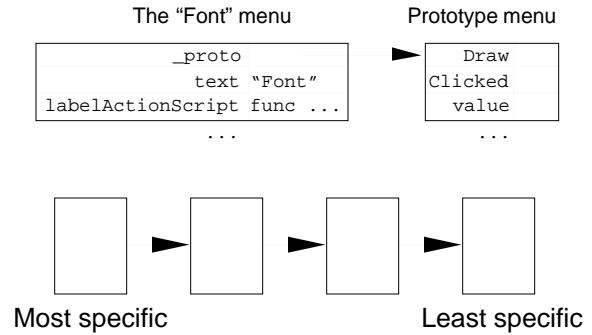 The “Font” menu
Prototype menu
_proto
Draw
text “Font”
Clicked
labelActionScript func ...
value
...
...
Most specific
Least specific